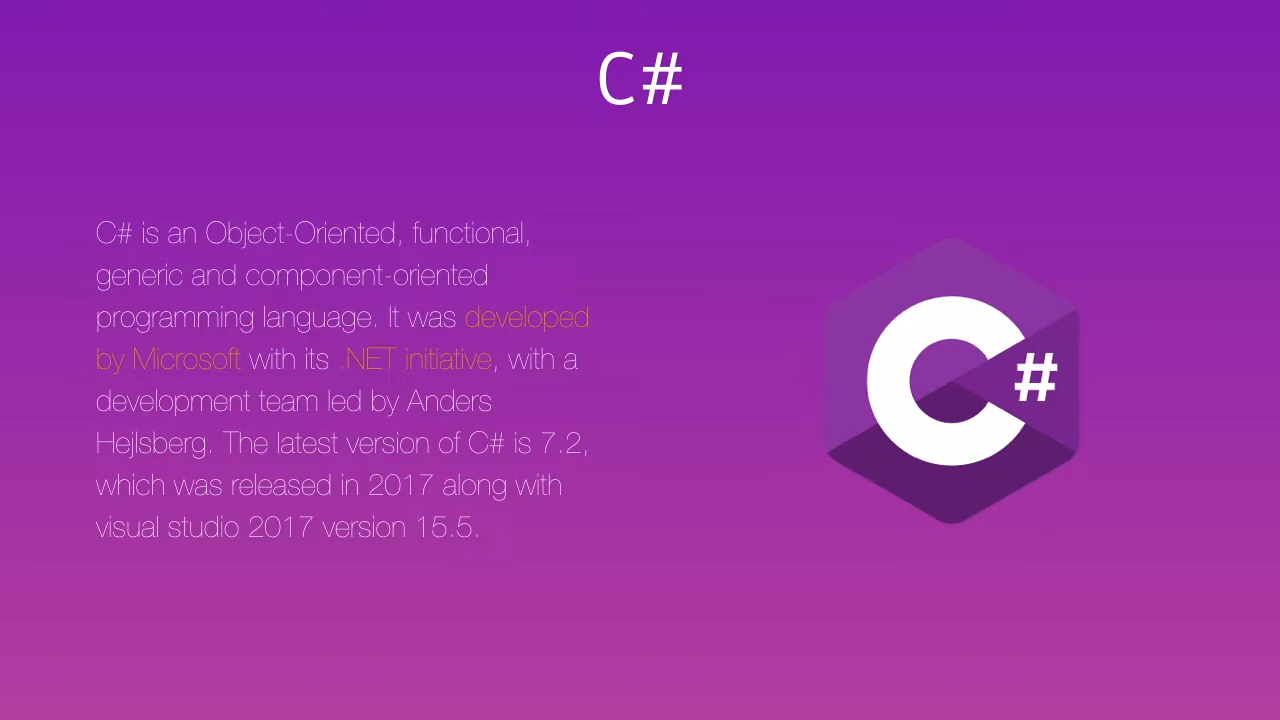 C#
C# is an Object-Oriented, functional,
generic and component-oriented
programming language. It was developed
by Microsoft with its .NET initiative, with a
development team led by Anders
Hejlsberg. The latest version of C# is 7.2,
which was released in 2017 along with
visual studio 2017 version 15.5.
C#